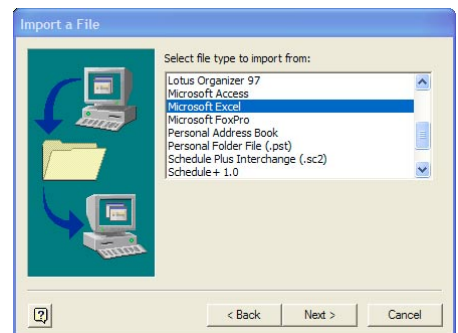 Import a File
Select file type to import from:
Lotus Organizer 97
Microsoft Access
Microsoft Excel
Microsoft FoxPro
Personal Address Book
Personal Folder File (.pst)
Schedule Plus Interchange (.sc2)
Schedule+ 1.0
?
< Back Next > Cancel